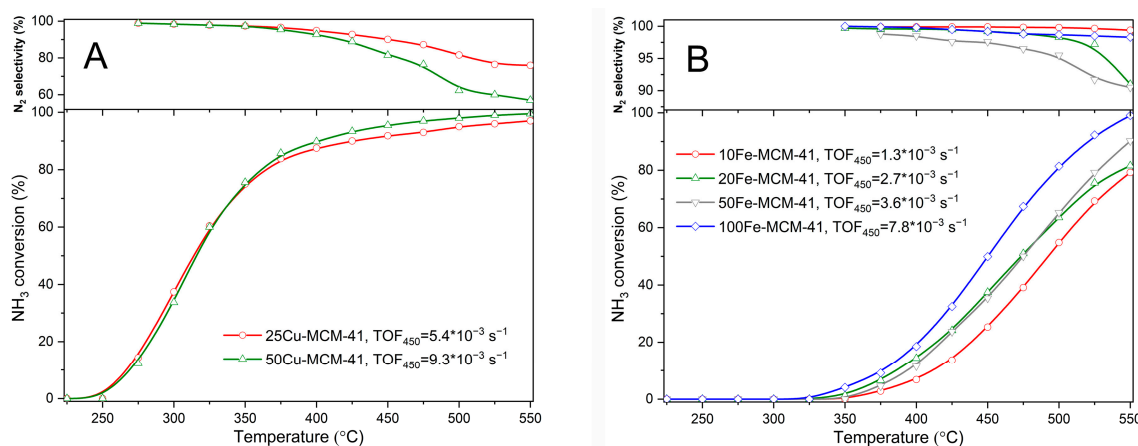 A
N₂ selectivity (%)
100
80
60
NH₃ conversion (%)
100
80
60
40
20
0
25Cu-MCM-41, TOF₄₅₀=5.4*10⁻³ s⁻¹
50Cu-MCM-41, TOF₄₅₀=9.3*10⁻³ s⁻¹
250 300 350 400 450 500 550
Temperature (°C)
B
N₂ selectivity (%)
100
97.5
95
92.5
90
NH₃ conversion (%)
100
80
60
40
20
0
10Fe-MCM-41, TOF₄₅₀=1.3*10⁻³ s⁻¹
20Fe-MCM-41, TOF₄₅₀=2.7*10⁻³ s⁻¹
50Fe-MCM-41, TOF₄₅₀=3.6*10⁻³ s⁻¹
100Fe-MCM-41, TOF₄₅₀=7.8*10⁻³ s⁻¹
250 300 350 400 450 500 550
Temperature (°C)